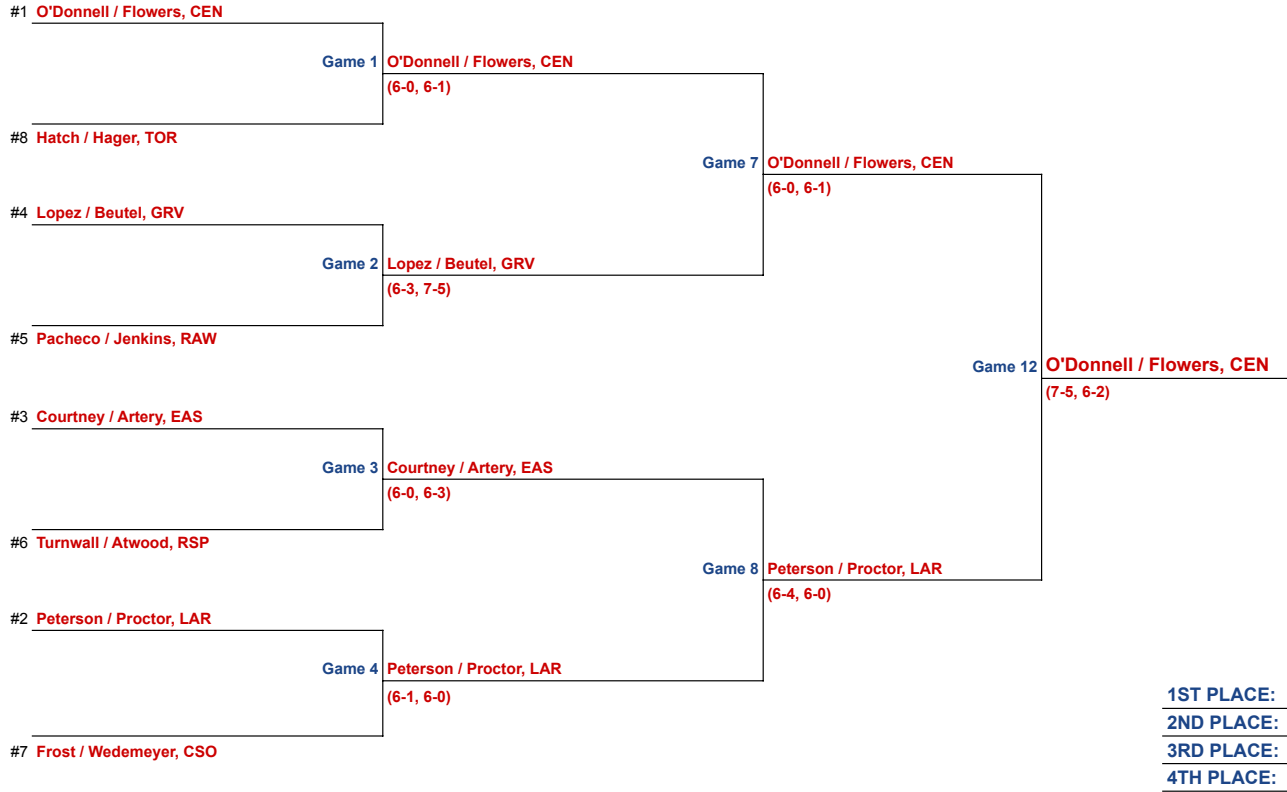 #1 O'Donnell / Flowers, CEN
Game 1 O'Donnell / Flowers, CEN
(6-0, 6-1)
#8 Hatch / Hager, TOR
Game 7 O'Donnell / Flowers, CEN
(6-0, 6-1)
#4 Lopez / Beutel, GRV
Game 2 Lopez / Beutel, GRV
(6-3, 7-5)
#5 Pacheco / Jenkins, RAW
Game 12 O'Donnell / Flowers, CEN
(7-5, 6-2)
#3 Courtney / Artery, EAS
Game 3 Courtney / Artery, EAS
(6-0, 6-3)
#6 Turnwall / Atwood, RSP
Game 8 Peterson / Proctor, LAR
(6-4, 6-0)
#2 Peterson / Proctor, LAR
Game 4 Peterson / Proctor, LAR
(6-1, 6-0)
#7 Frost / Wedemeyer, CSO
1ST PLACE:
2ND PLACE:
3RD PLACE:
4TH PLACE: